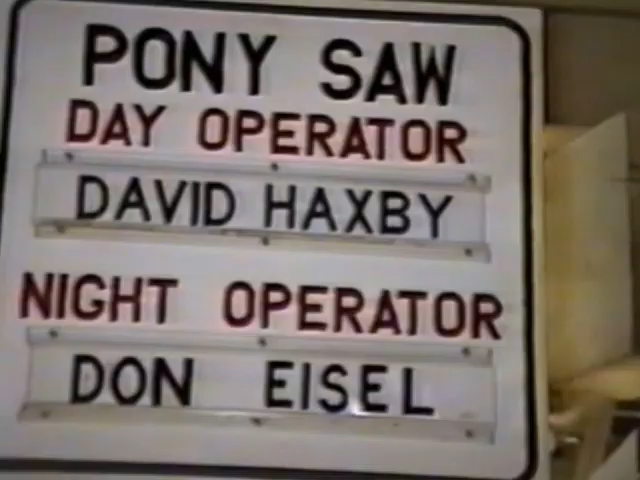 PONY SAW
DAY OPERATOR
DAVID HAXBY
NIGHT OPERATOR
DON EISEL